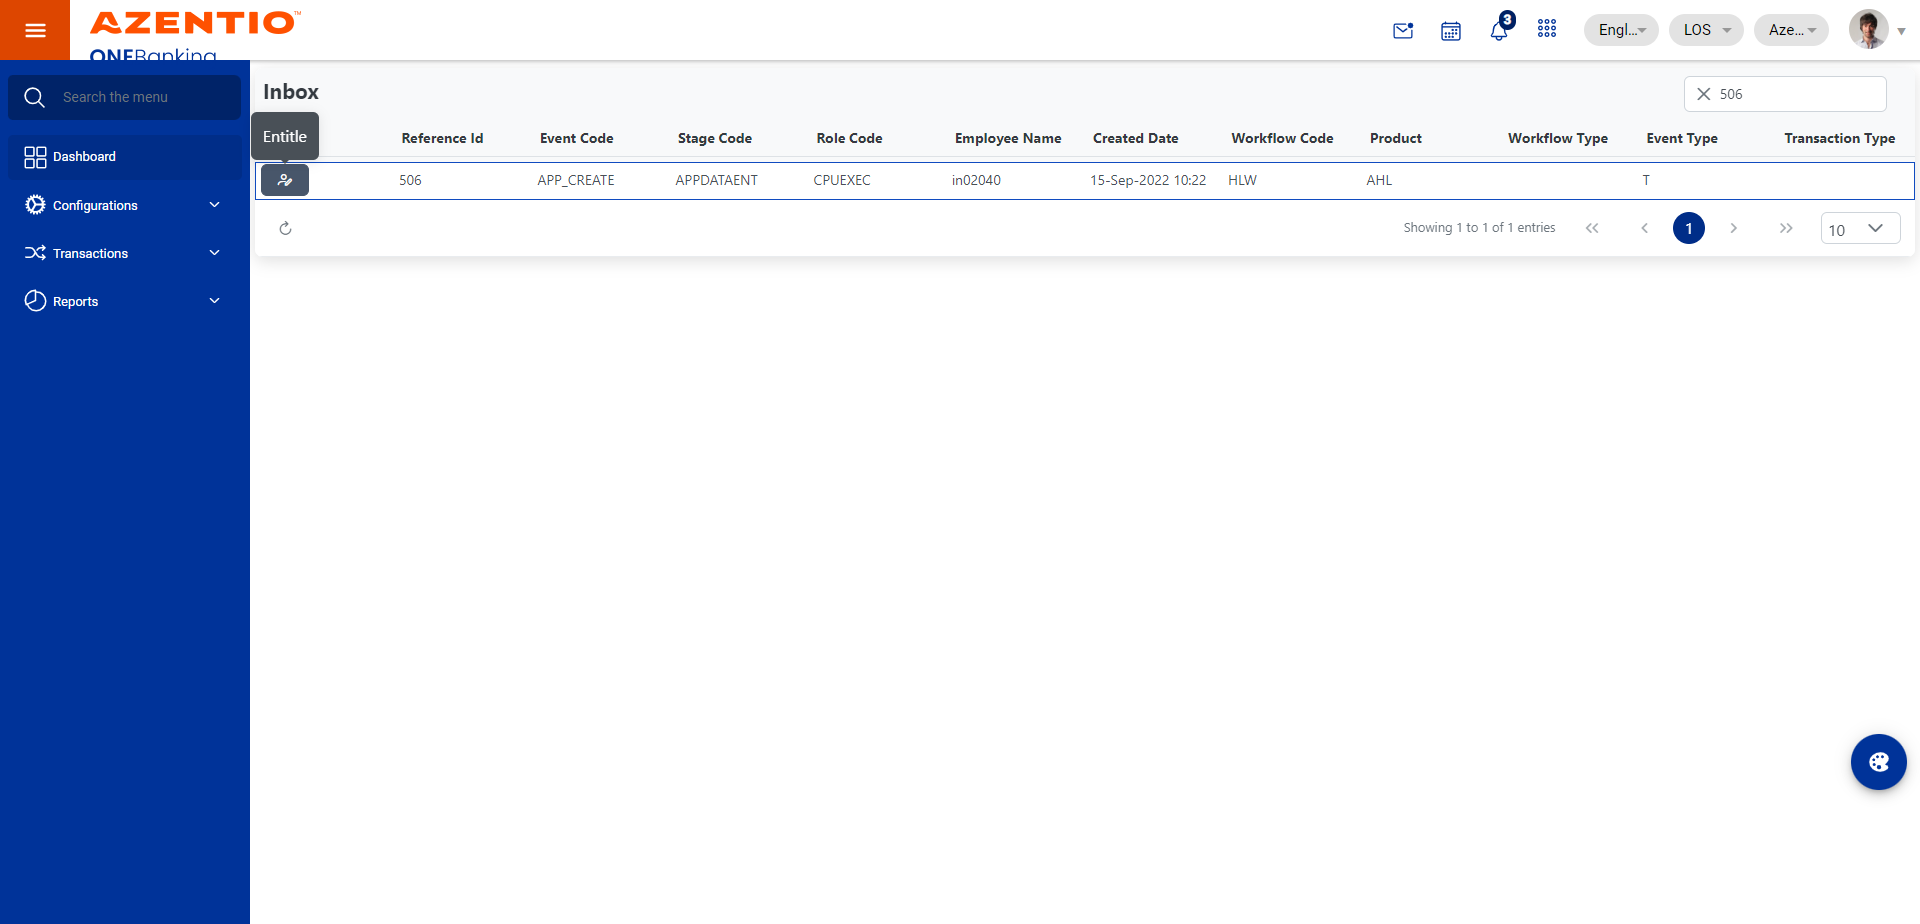 AZENTIO™
ONEBanking
3
Engl...
LOS
Aze...
Search the menu
Dashboard
Configurations
Transactions
Reports
Inbox
506
Entitle
Reference Id Event Code Stage Code Role Code Employee Name Created Date Workflow Code Product Workflow Type Event Type Transaction Type
506 APP_CREATE APPDATAENT CPUEXEC in02040 15-Sep-2022 10:22 HLW AHL T
Showing 1 to 1 of 1 entries
1
10